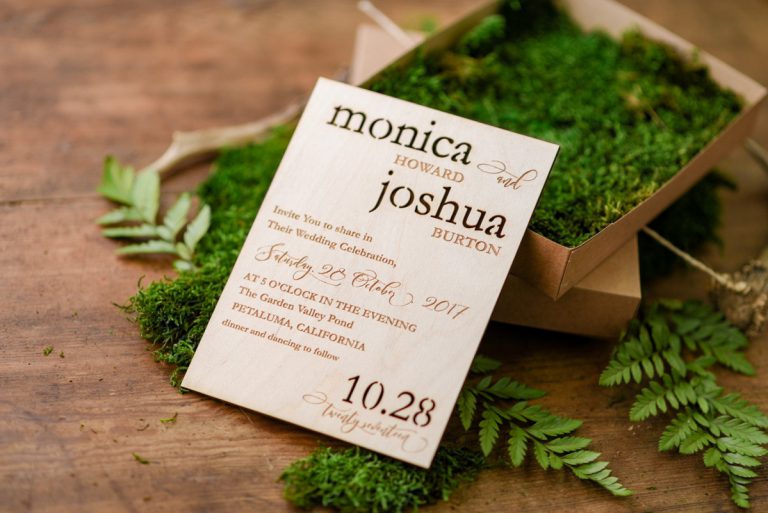 monica
HOWARD and
joshua
BURTON
Invite You to share in
Their Wedding Celebration,
Saturday, 28 October 2017
AT 5 O'CLOCK IN THE EVENING
The Garden Valley Pond
PETALUMA, CALIFORNIA
dinner and dancing to follow
10.28
twenty seventeen